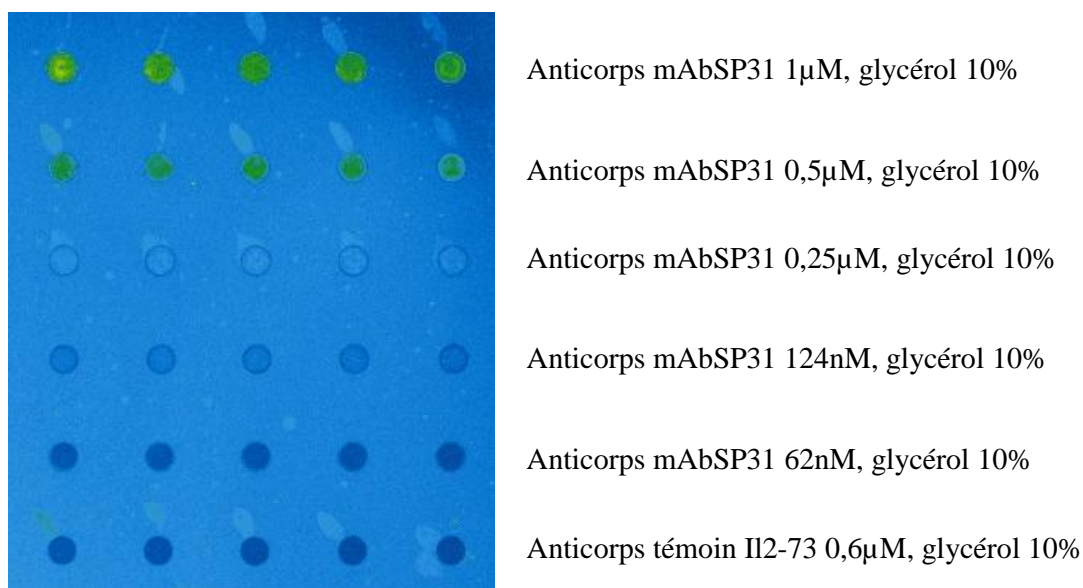 Anticorps mAbSP31 1µM, glycérol 10%
Anticorps mAbSP31 0,5µM, glycérol 10%
Anticorps mAbSP31 0,25µM, glycérol 10%
Anticorps mAbSP31 124nM, glycérol 10%
Anticorps mAbSP31 62nM, glycérol 10%
Anticorps témoin Il2-73 0,6µM, glycérol 10%